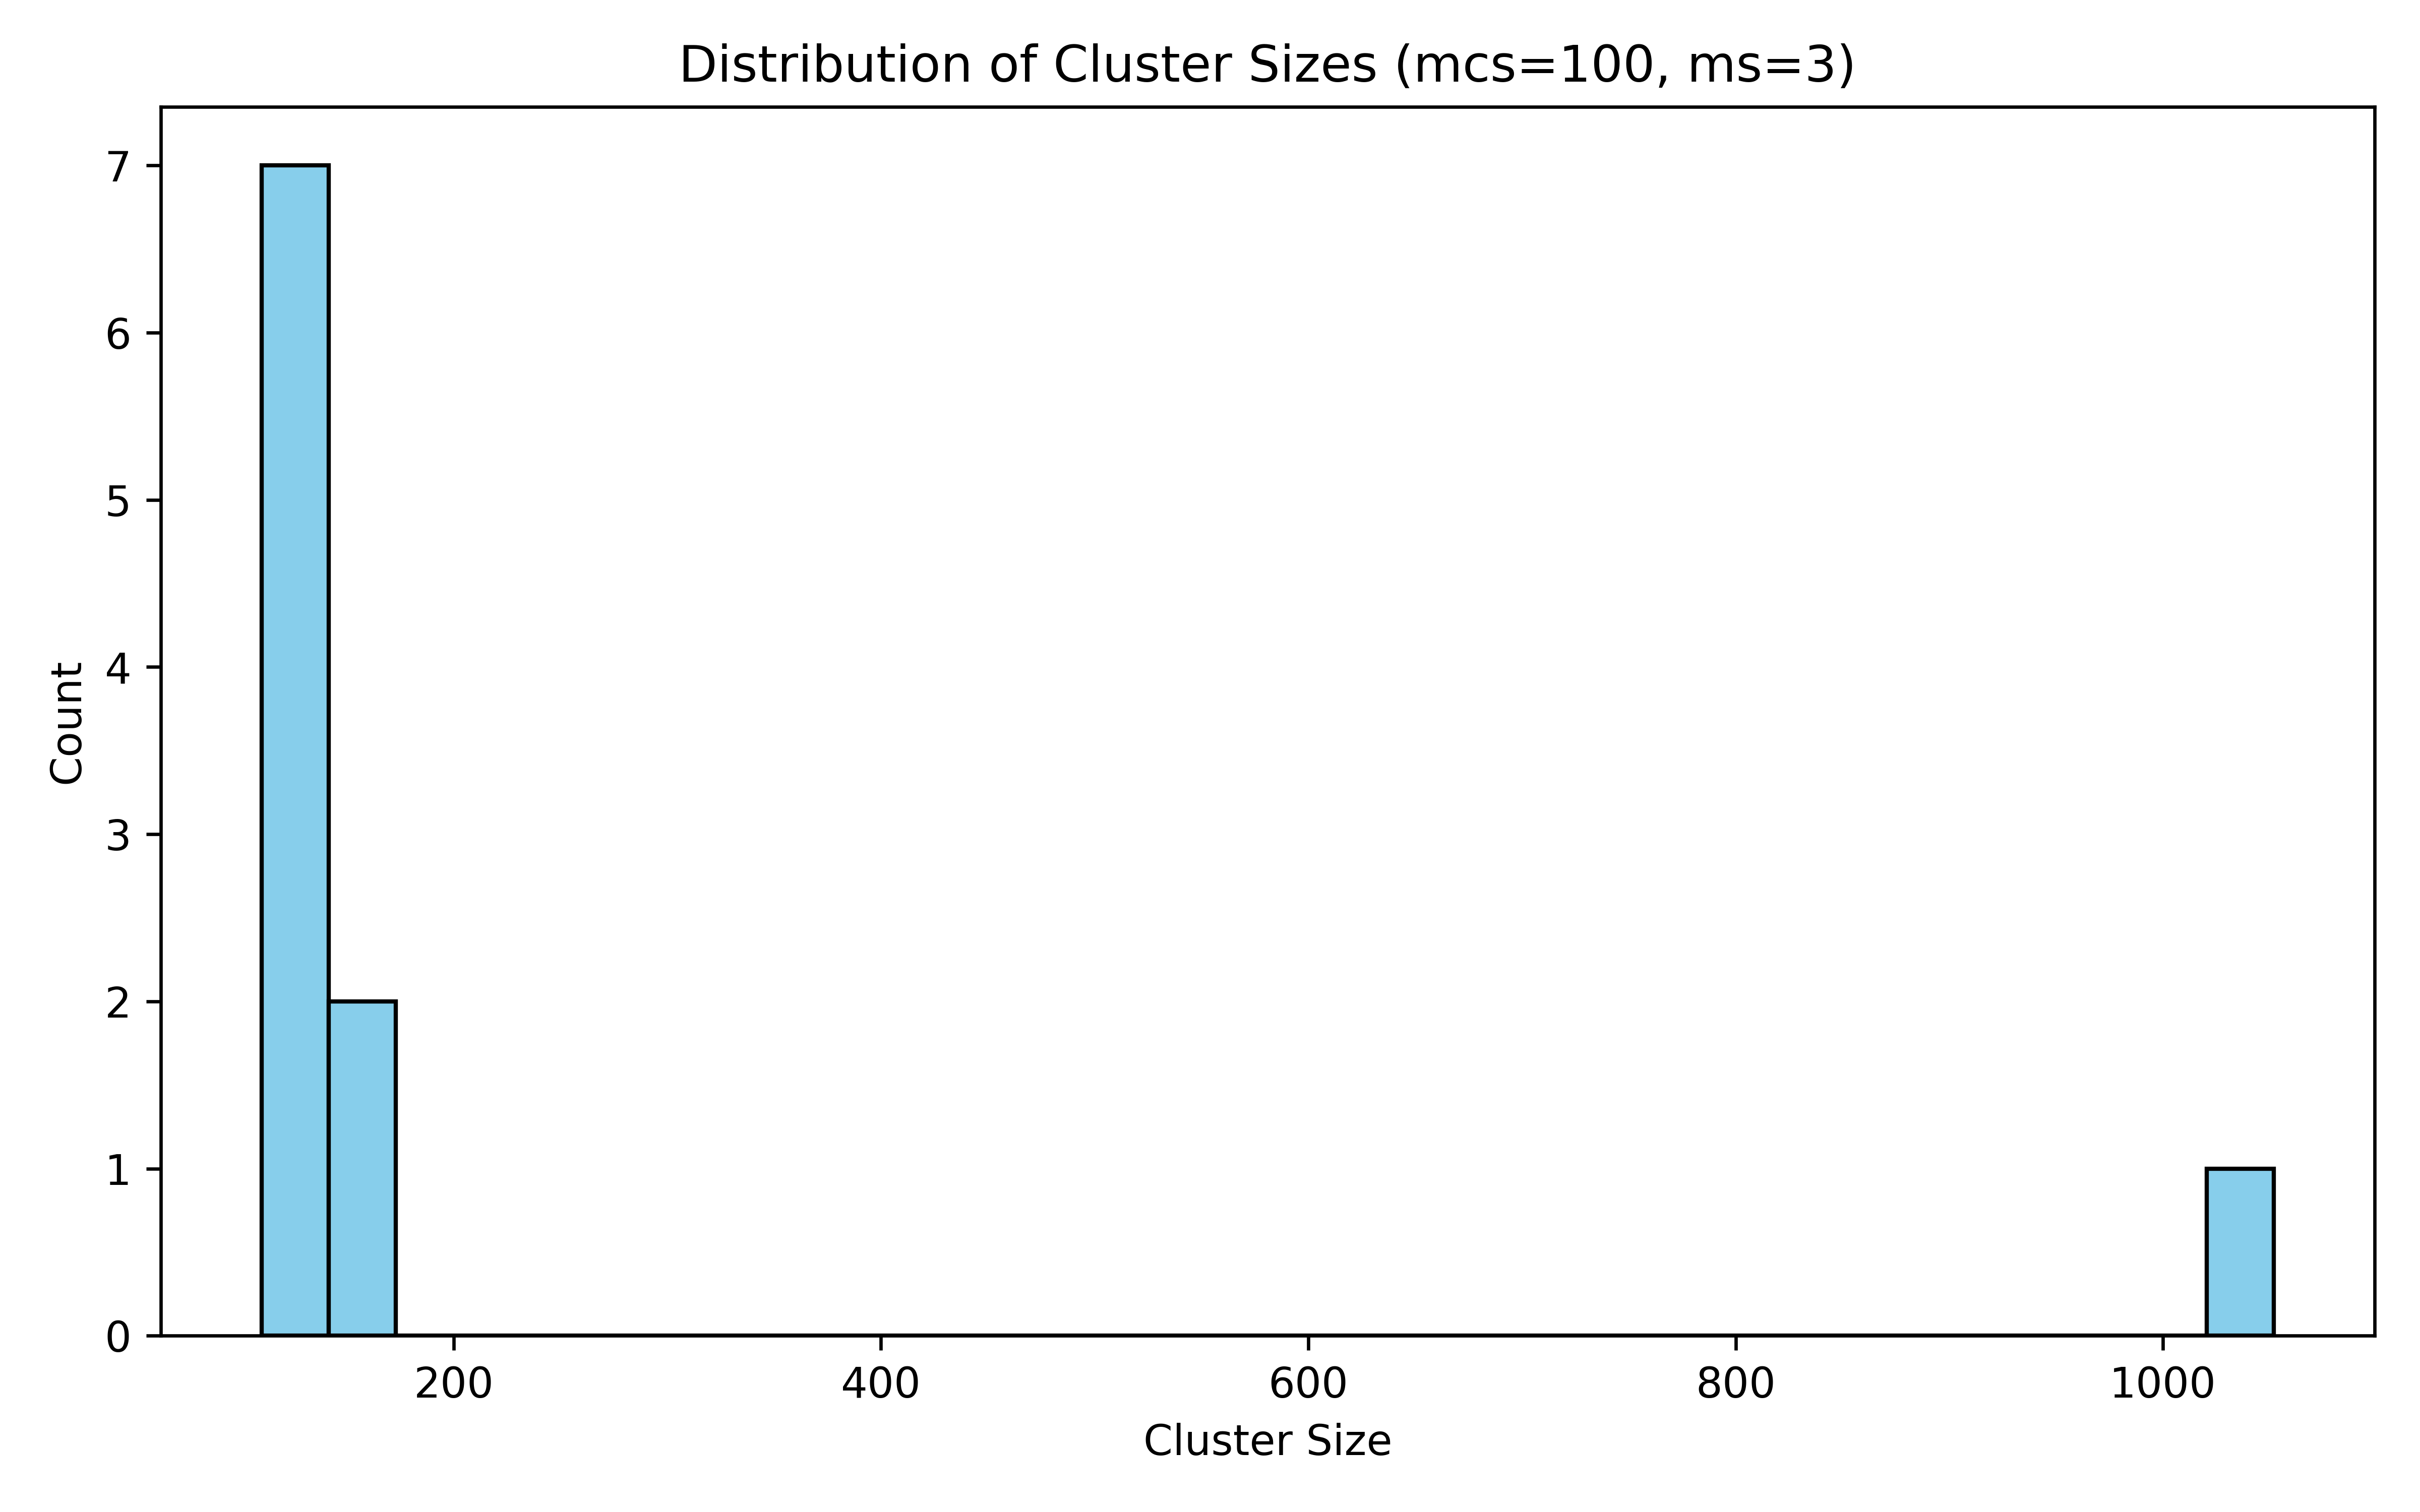 Distribution of Cluster Sizes (mcs=100, ms=3)
7
6
5
4
3
2
1
0
Count
200 400 600 800 1000
Cluster Size